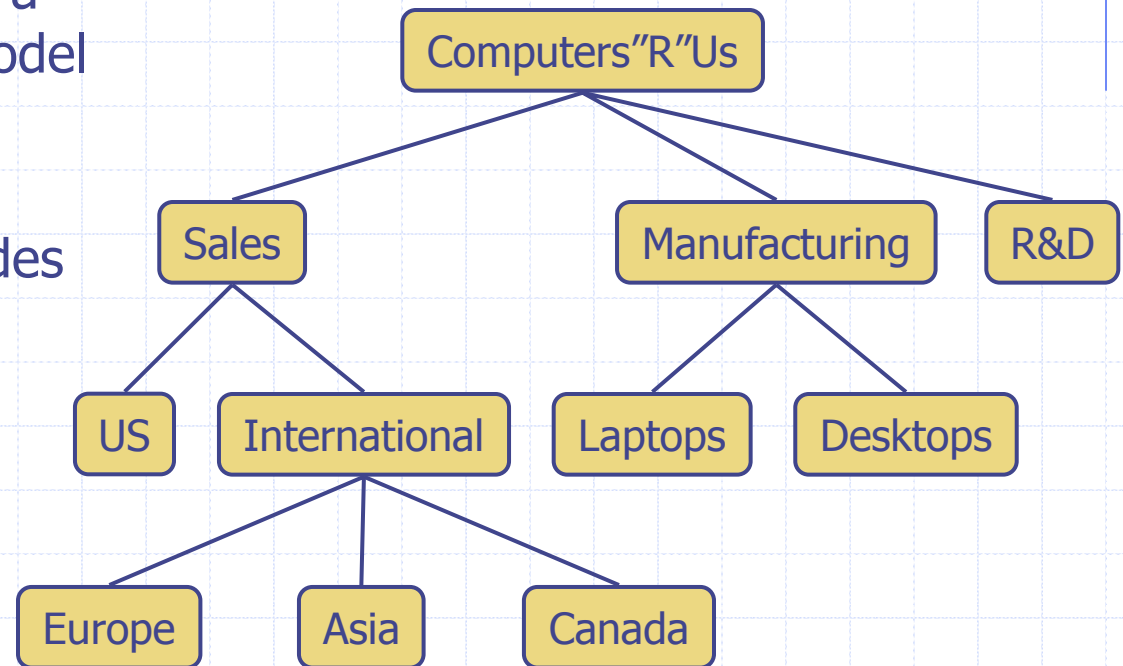 odel
Computers”R”Us
des
Sales
Manufacturing
R&D
US
International
Laptops
Desktops
Europe
Asia
Canada